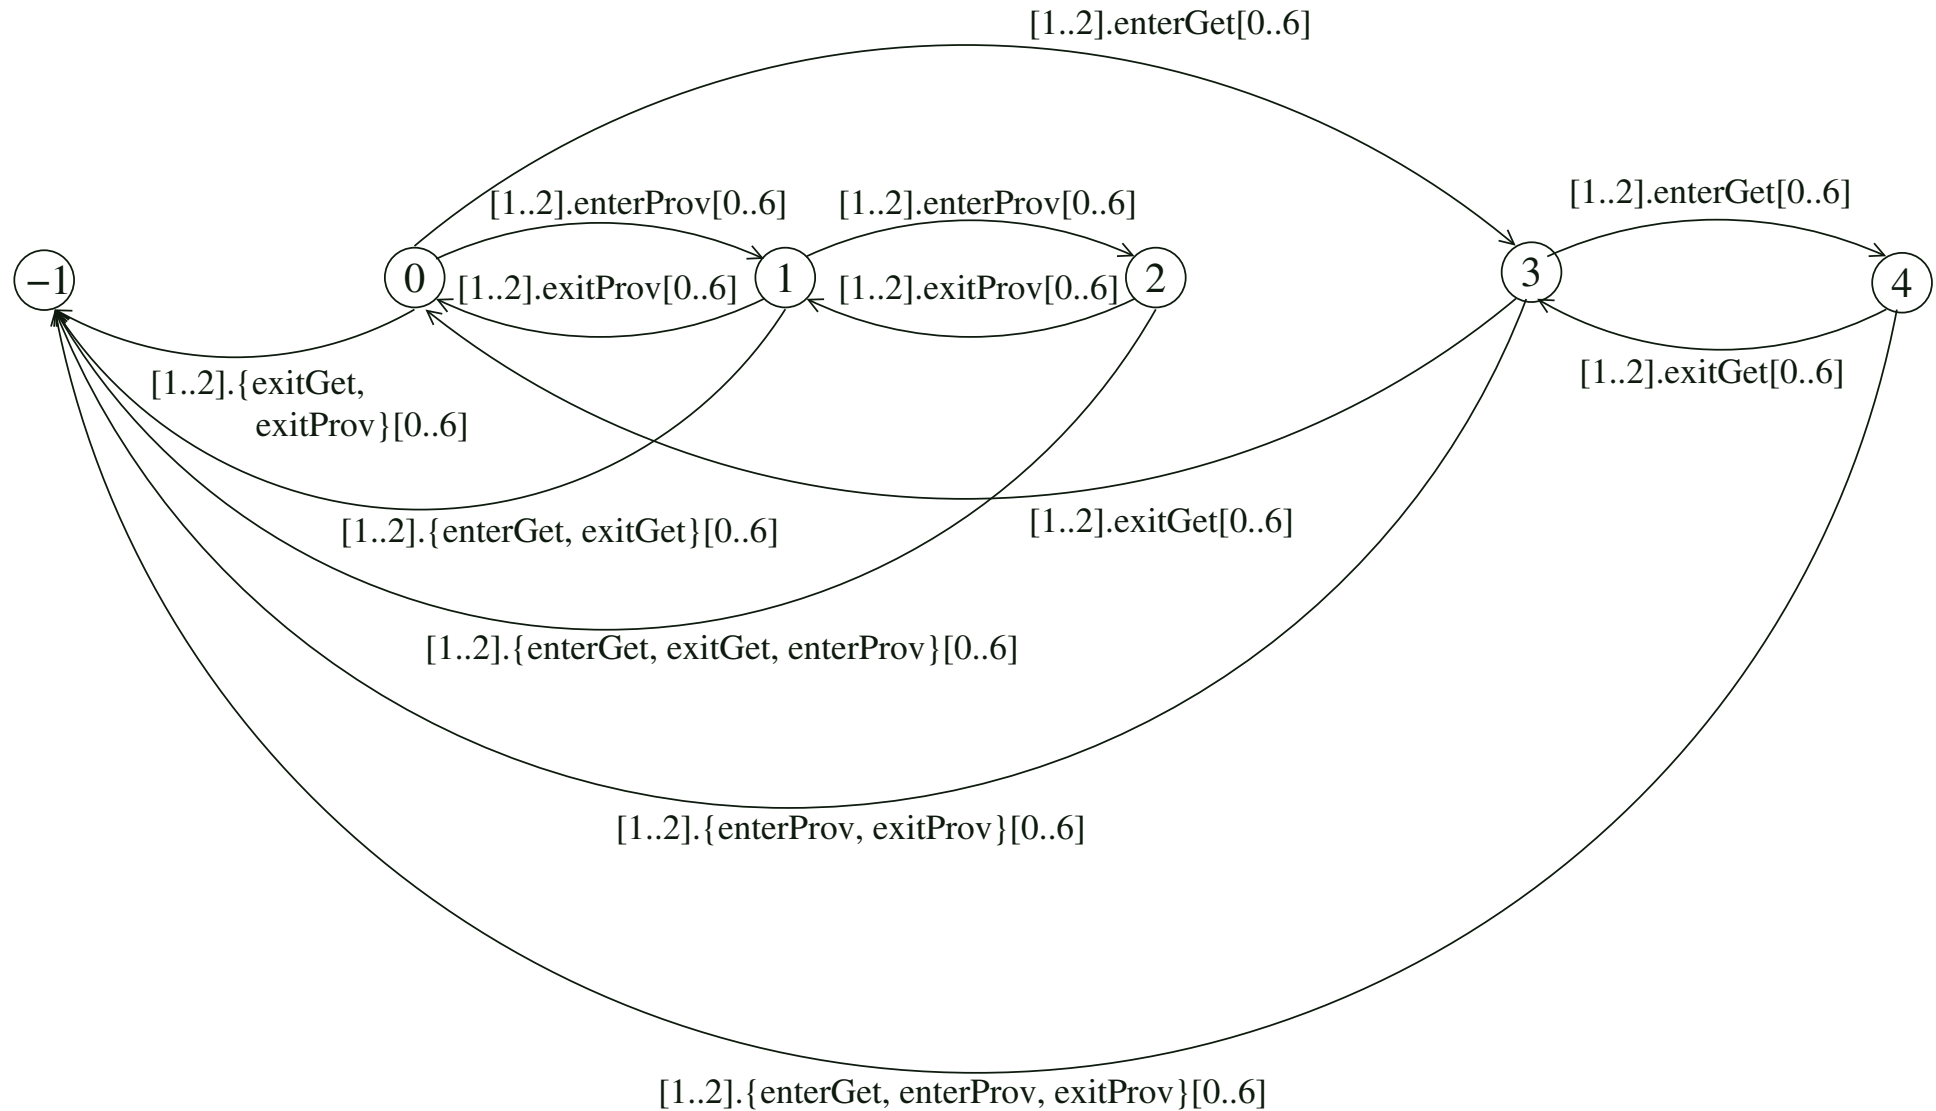 [1..2].enterGet[0..6]
[1..2].enterProv[0..6]
[1..2].enterProv[0..6]
[1..2].enterGet[0..6]
−1
0
[1..2].exitProv[0..6]
1
[1..2].exitProv[0..6]
2
3
4
[1..2].exitGet[0..6]
[1..2].{exitGet,
exitProv}[0..6]
[1..2].{enterGet, exitGet}[0..6]
[1..2].exitGet[0..6]
[1..2].{enterGet, exitGet, enterProv}[0..6]
[1..2].{enterProv, exitProv}[0..6]
[1..2].{enterGet, enterProv, exitProv}[0..6]